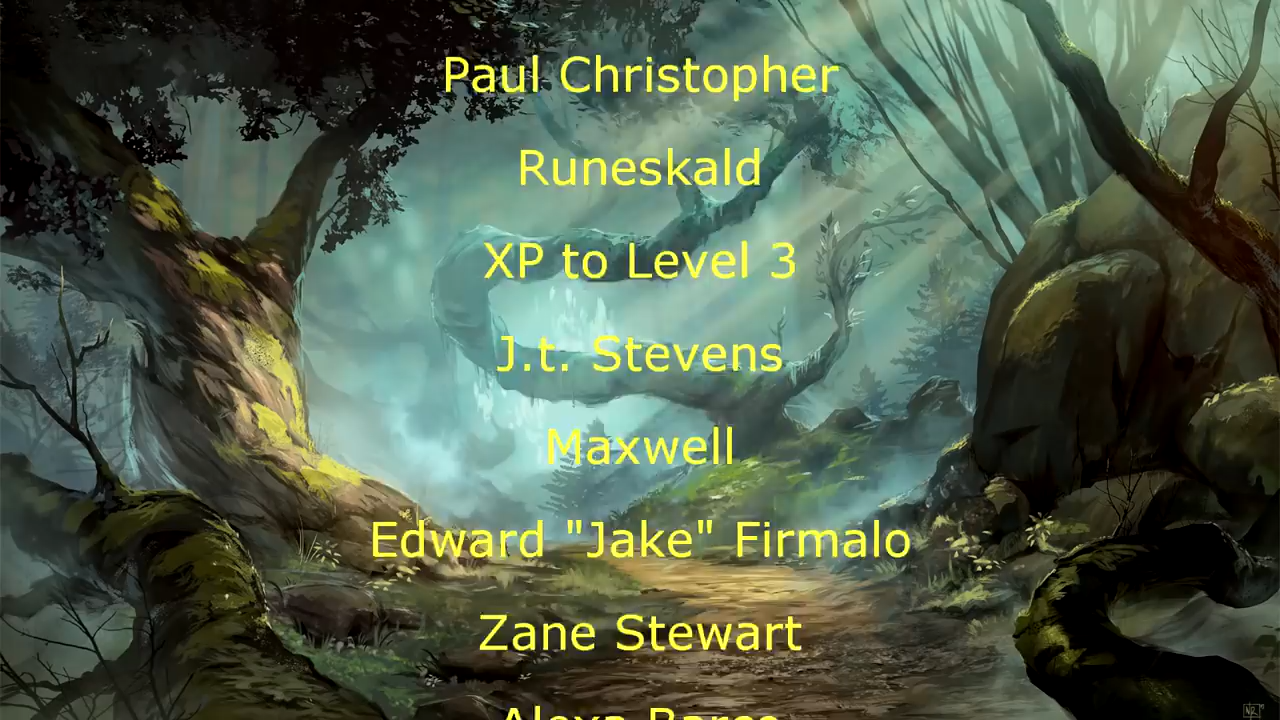 Paul Christopher
Runeskald
XP to Level 3
J.t. Stevens
Maxwell
Edward "Jake" Firmalo
Zane Stewart